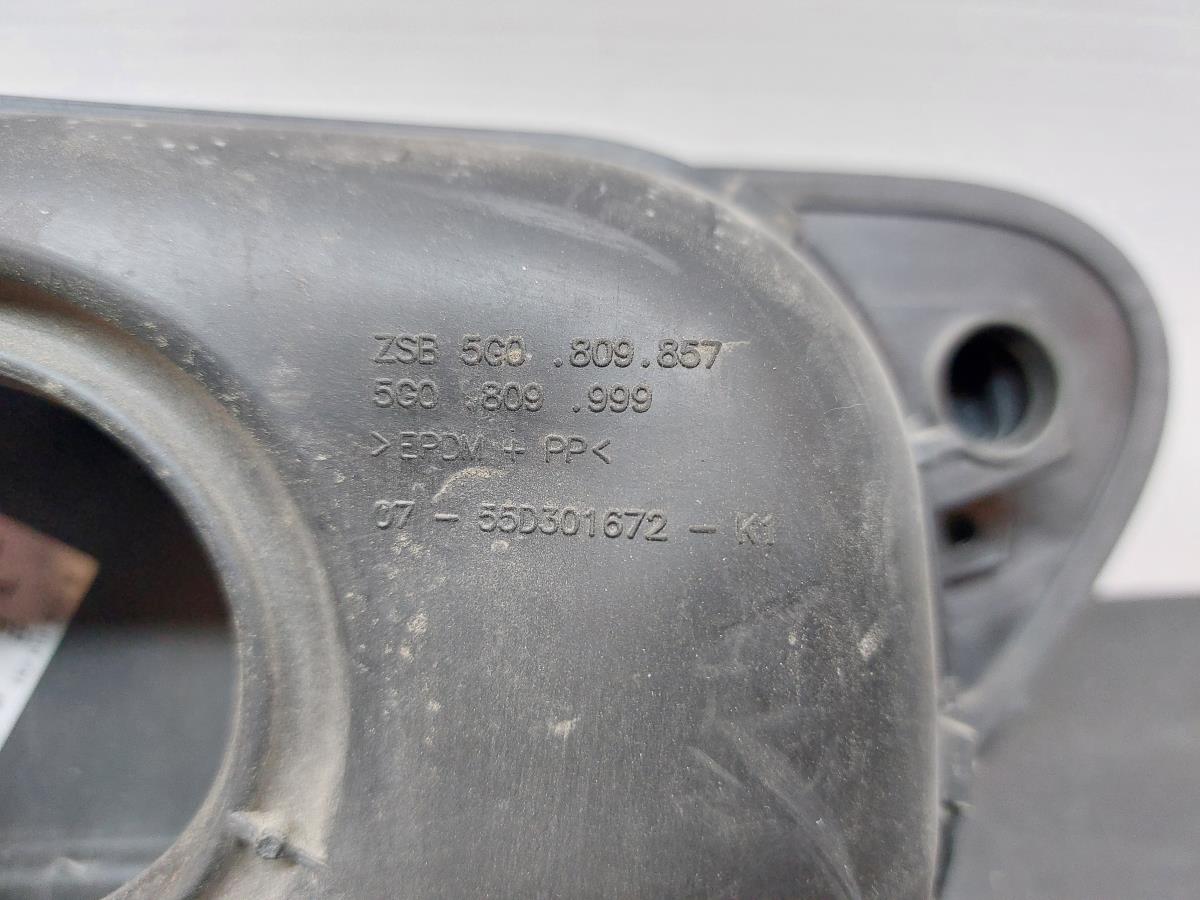 ZSB 5G0 .809.857
5G0 .809 .999
>EPDM + PP<
07 - 55D301672 - K1